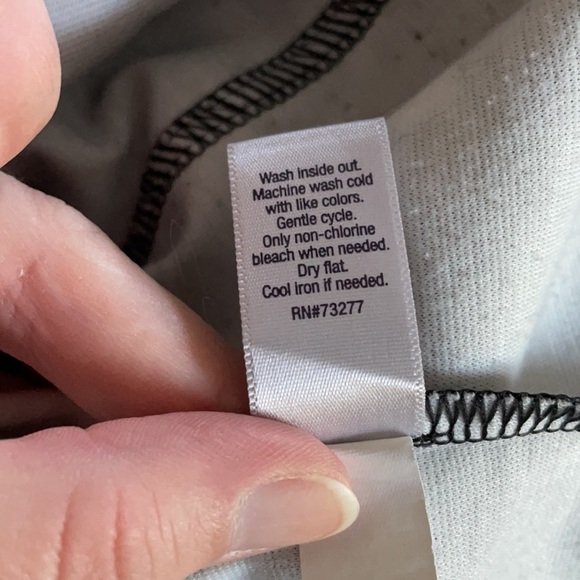 Wash inside out.
Machine wash cold
with like colors.
Gentle cycle.
Only non-chlorine
bleach when needed.
Dry flat.
Cool iron if needed.
RN#73277